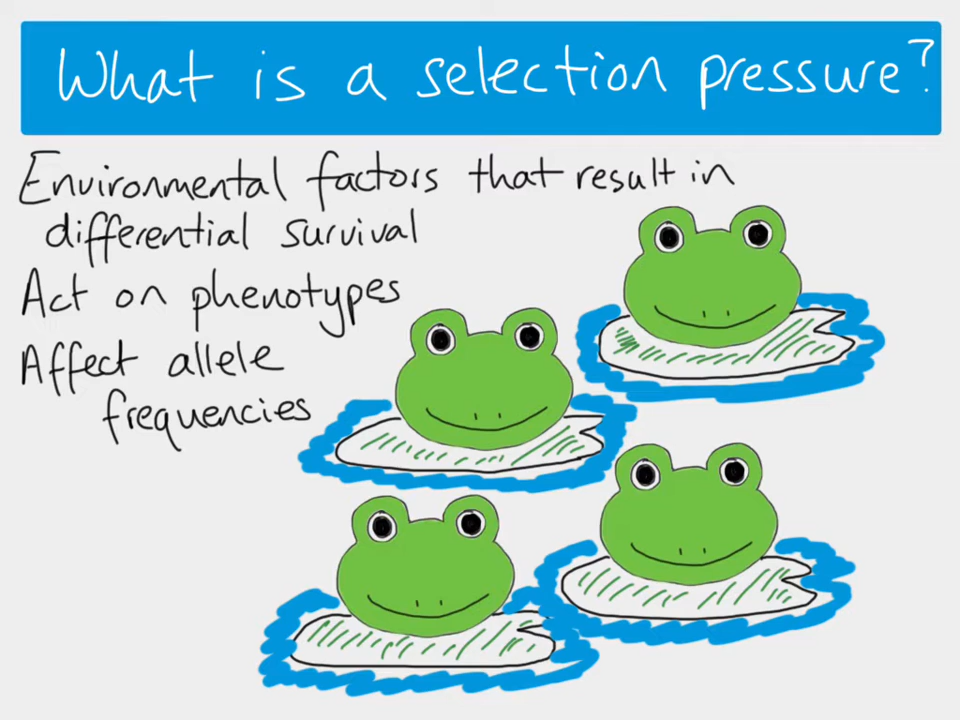 What is a selection pressure?
Environmental factors that result in
differential survival
Act on phenotypes
Affect allele
frequencies